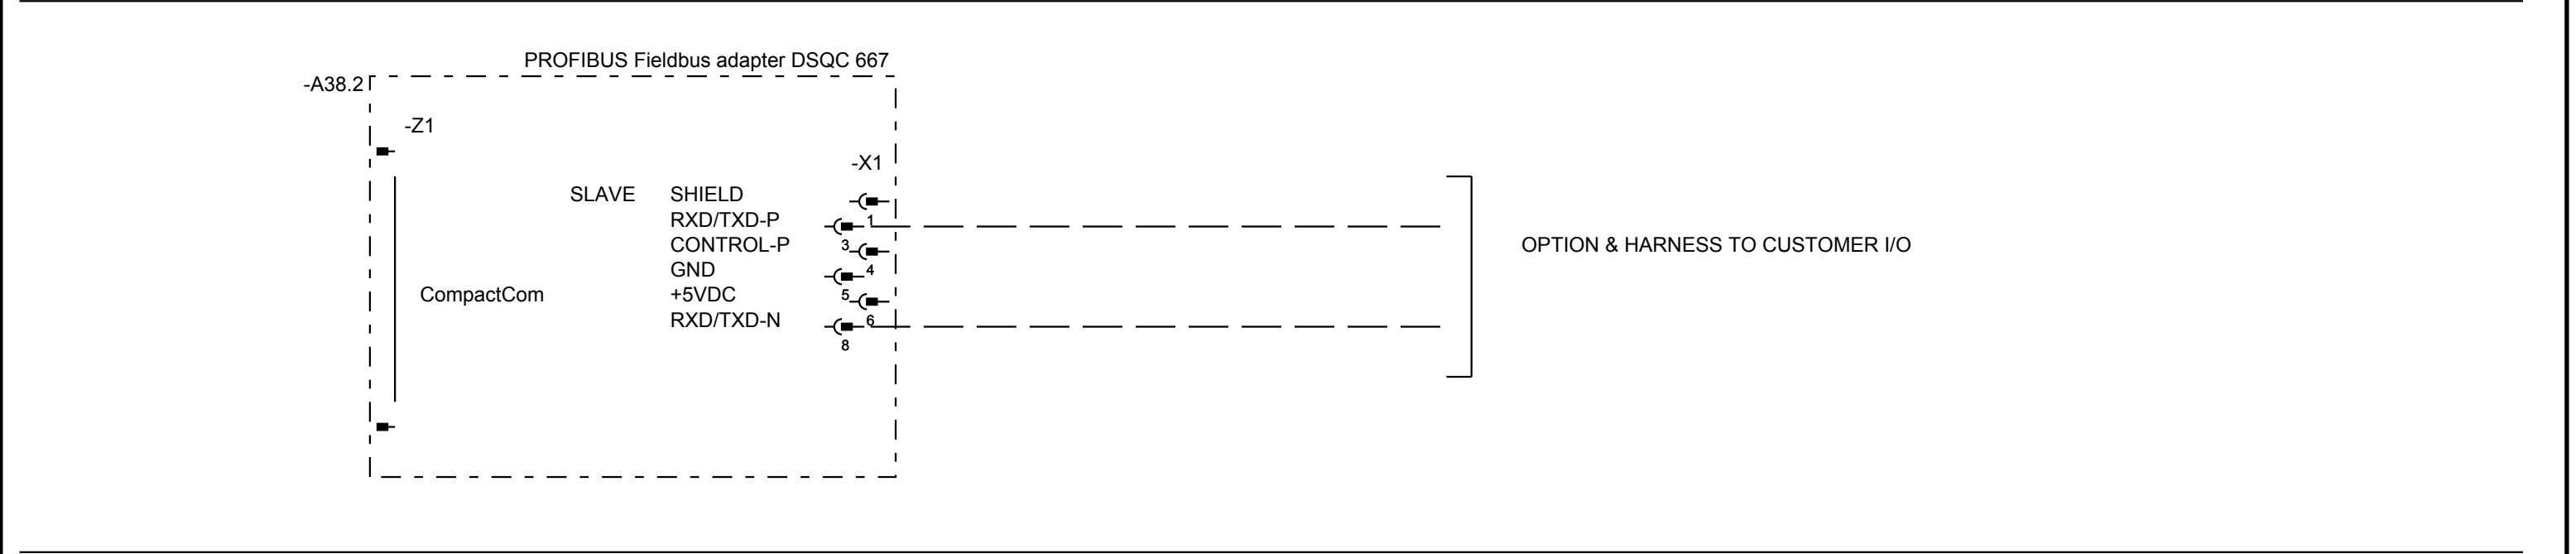 PROFIBUS Fieldbus adapter DSQC 667
-A38.2
-Z1
-X1
SLAVE SHIELD
1
RXD/TXD-P
3
CONTROL-P
4
GND
5
+5VDC
6
RXD/TXD-N
8
CompactCom
OPTION & HARNESS TO CUSTOMER I/O